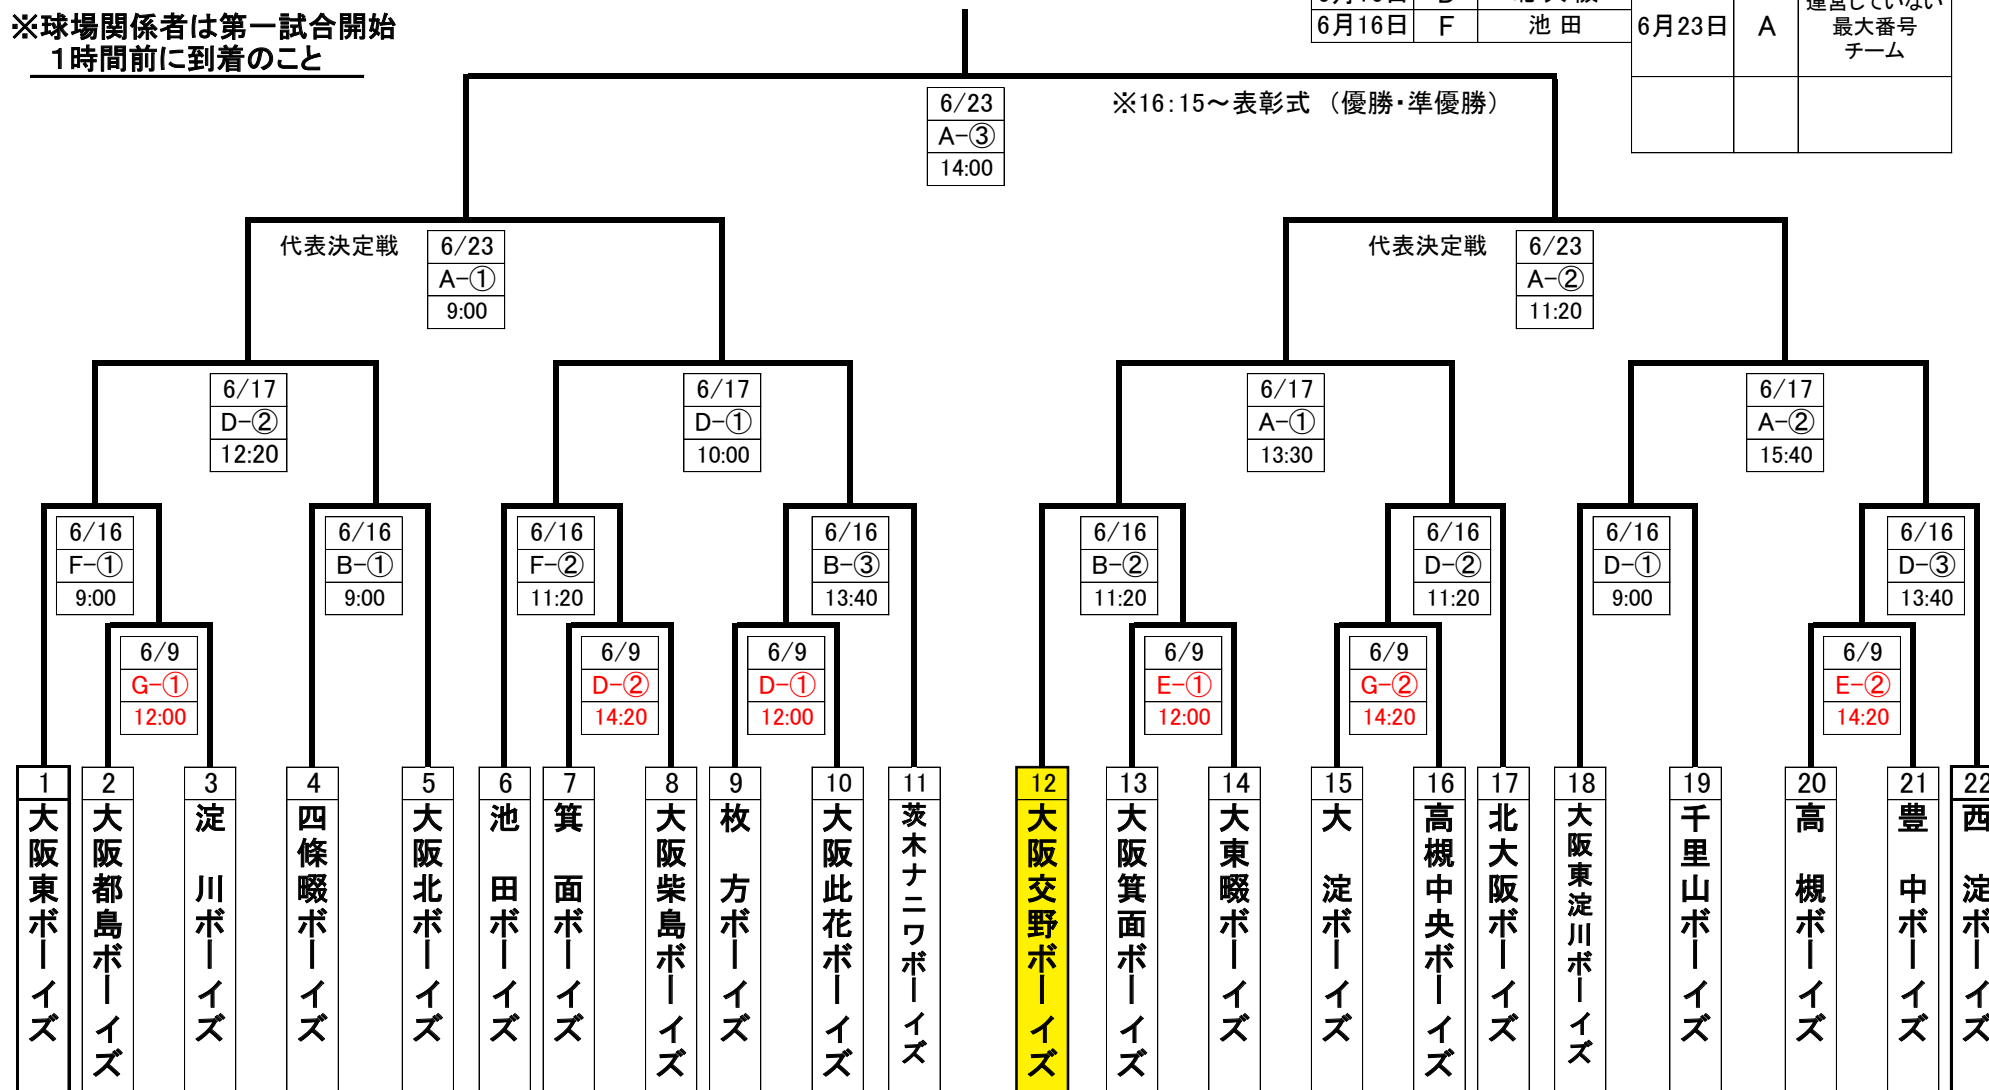 ※球場関係者は第一試合開始
1時間前に到着のこと
6月16日 F 池 田
6月23日 A
運営していない
最大番号
チーム
6/23
A-③
14:00
※16:15~表彰式 (優勝・準優勝)
代表決定戦
6/23
A-①
9:00
代表決定戦
6/23
A-②
11:20
6/17
D-②
12:20
6/17
D-①
10:00
6/17
A-①
13:30
6/17
A-②
15:40
6/16
F-①
9:00
6/16
B-①
9:00
6/16
F-②
11:20
6/16
B-③
13:40
6/16
B-②
11:20
6/16
D-②
11:20
6/16
D-①
9:00
6/16
D-③
13:40
6/9
G-①
12:00
6/9
D-②
14:20
6/9
D-①
12:00
6/9
E-①
12:00
6/9
G-②
14:20
6/9
E-②
14:20
1
大阪東ボーイズ
2
大阪都島ボーイズ
3
淀 川ボーイズ
4
四條畷ボーイズ
5
大阪北ボーイズ
6
池 田ボーイズ
7
箕 面ボーイズ
8
大阪柴島ボーイズ
9
枚 方ボーイズ
10
大阪此花ボーイズ
11
茨木ナニワボーイズ
12
大阪交野ボーイズ
13
大阪箕面ボーイズ
14
大東畷ボーイズ
15
大 淀ボーイズ
16
高槻中央ボーイズ
17
北大阪ボーイズ
18
大阪東淀川ボーイズ
19
千里山ボーイズ
20
高 槻ボーイズ
21
豊 中ボーイズ
22
西 淀ボーイズ